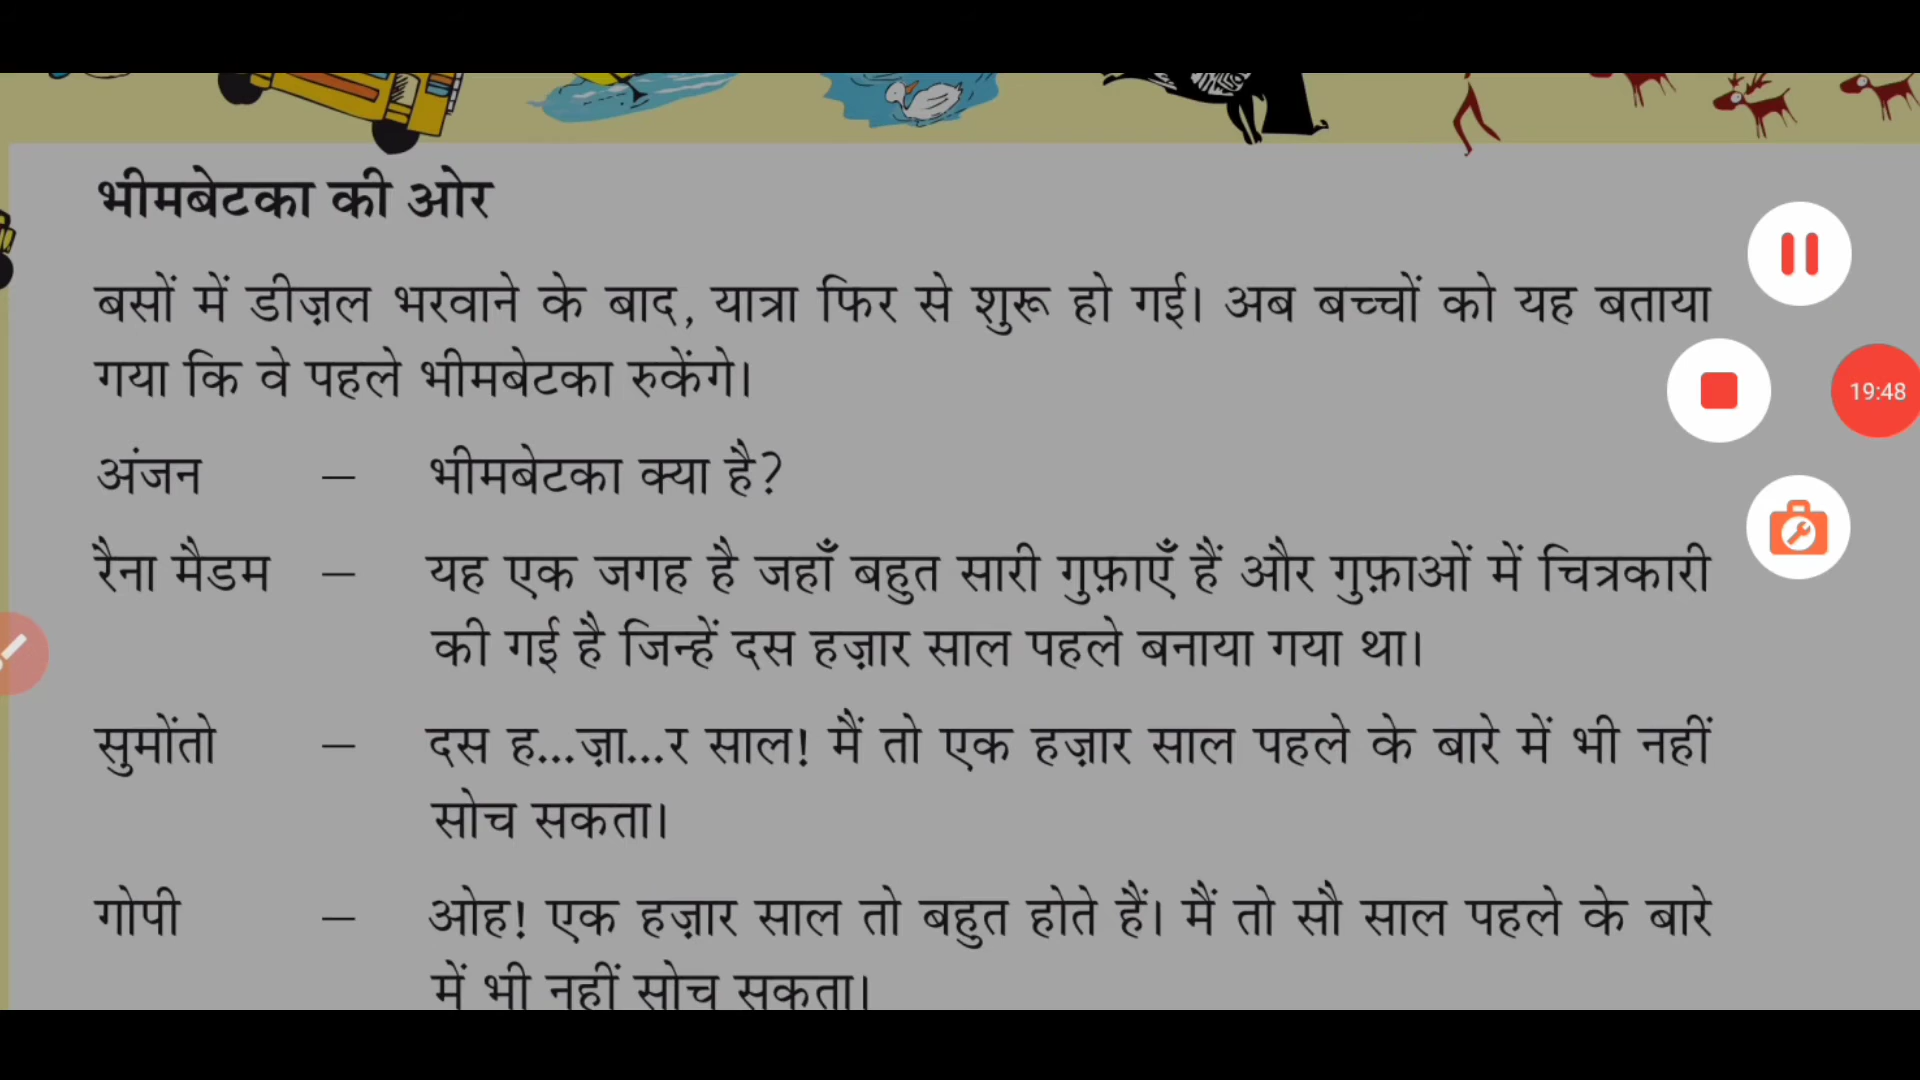 भीमबेटका की ओर
बसों में डीज़ल भरवाने के बाद, यात्रा फिर से शुरू हो गई। अब बच्चों को यह बताया
गया कि वे पहले भीमबेटका रुकेंगे।
अंजन – भीमबेटका क्या है?
रैना मैडम – यह एक जगह है जहाँ बहुत सारी गुफ़ाएँ हैं और गुफ़ाओं में चित्रकारी
की गई है जिन्हें दस हज़ार साल पहले बनाया गया था।
सुमोंतो – दस ह...ज़ा...र साल! मैं तो एक हज़ार साल पहले के बारे में भी नहीं
सोच सकता।
गोपी – ओह! एक हज़ार साल तो बहुत होते हैं। मैं तो सौ साल पहले के बारे
में भी नहीं सोच सकता।
19:48